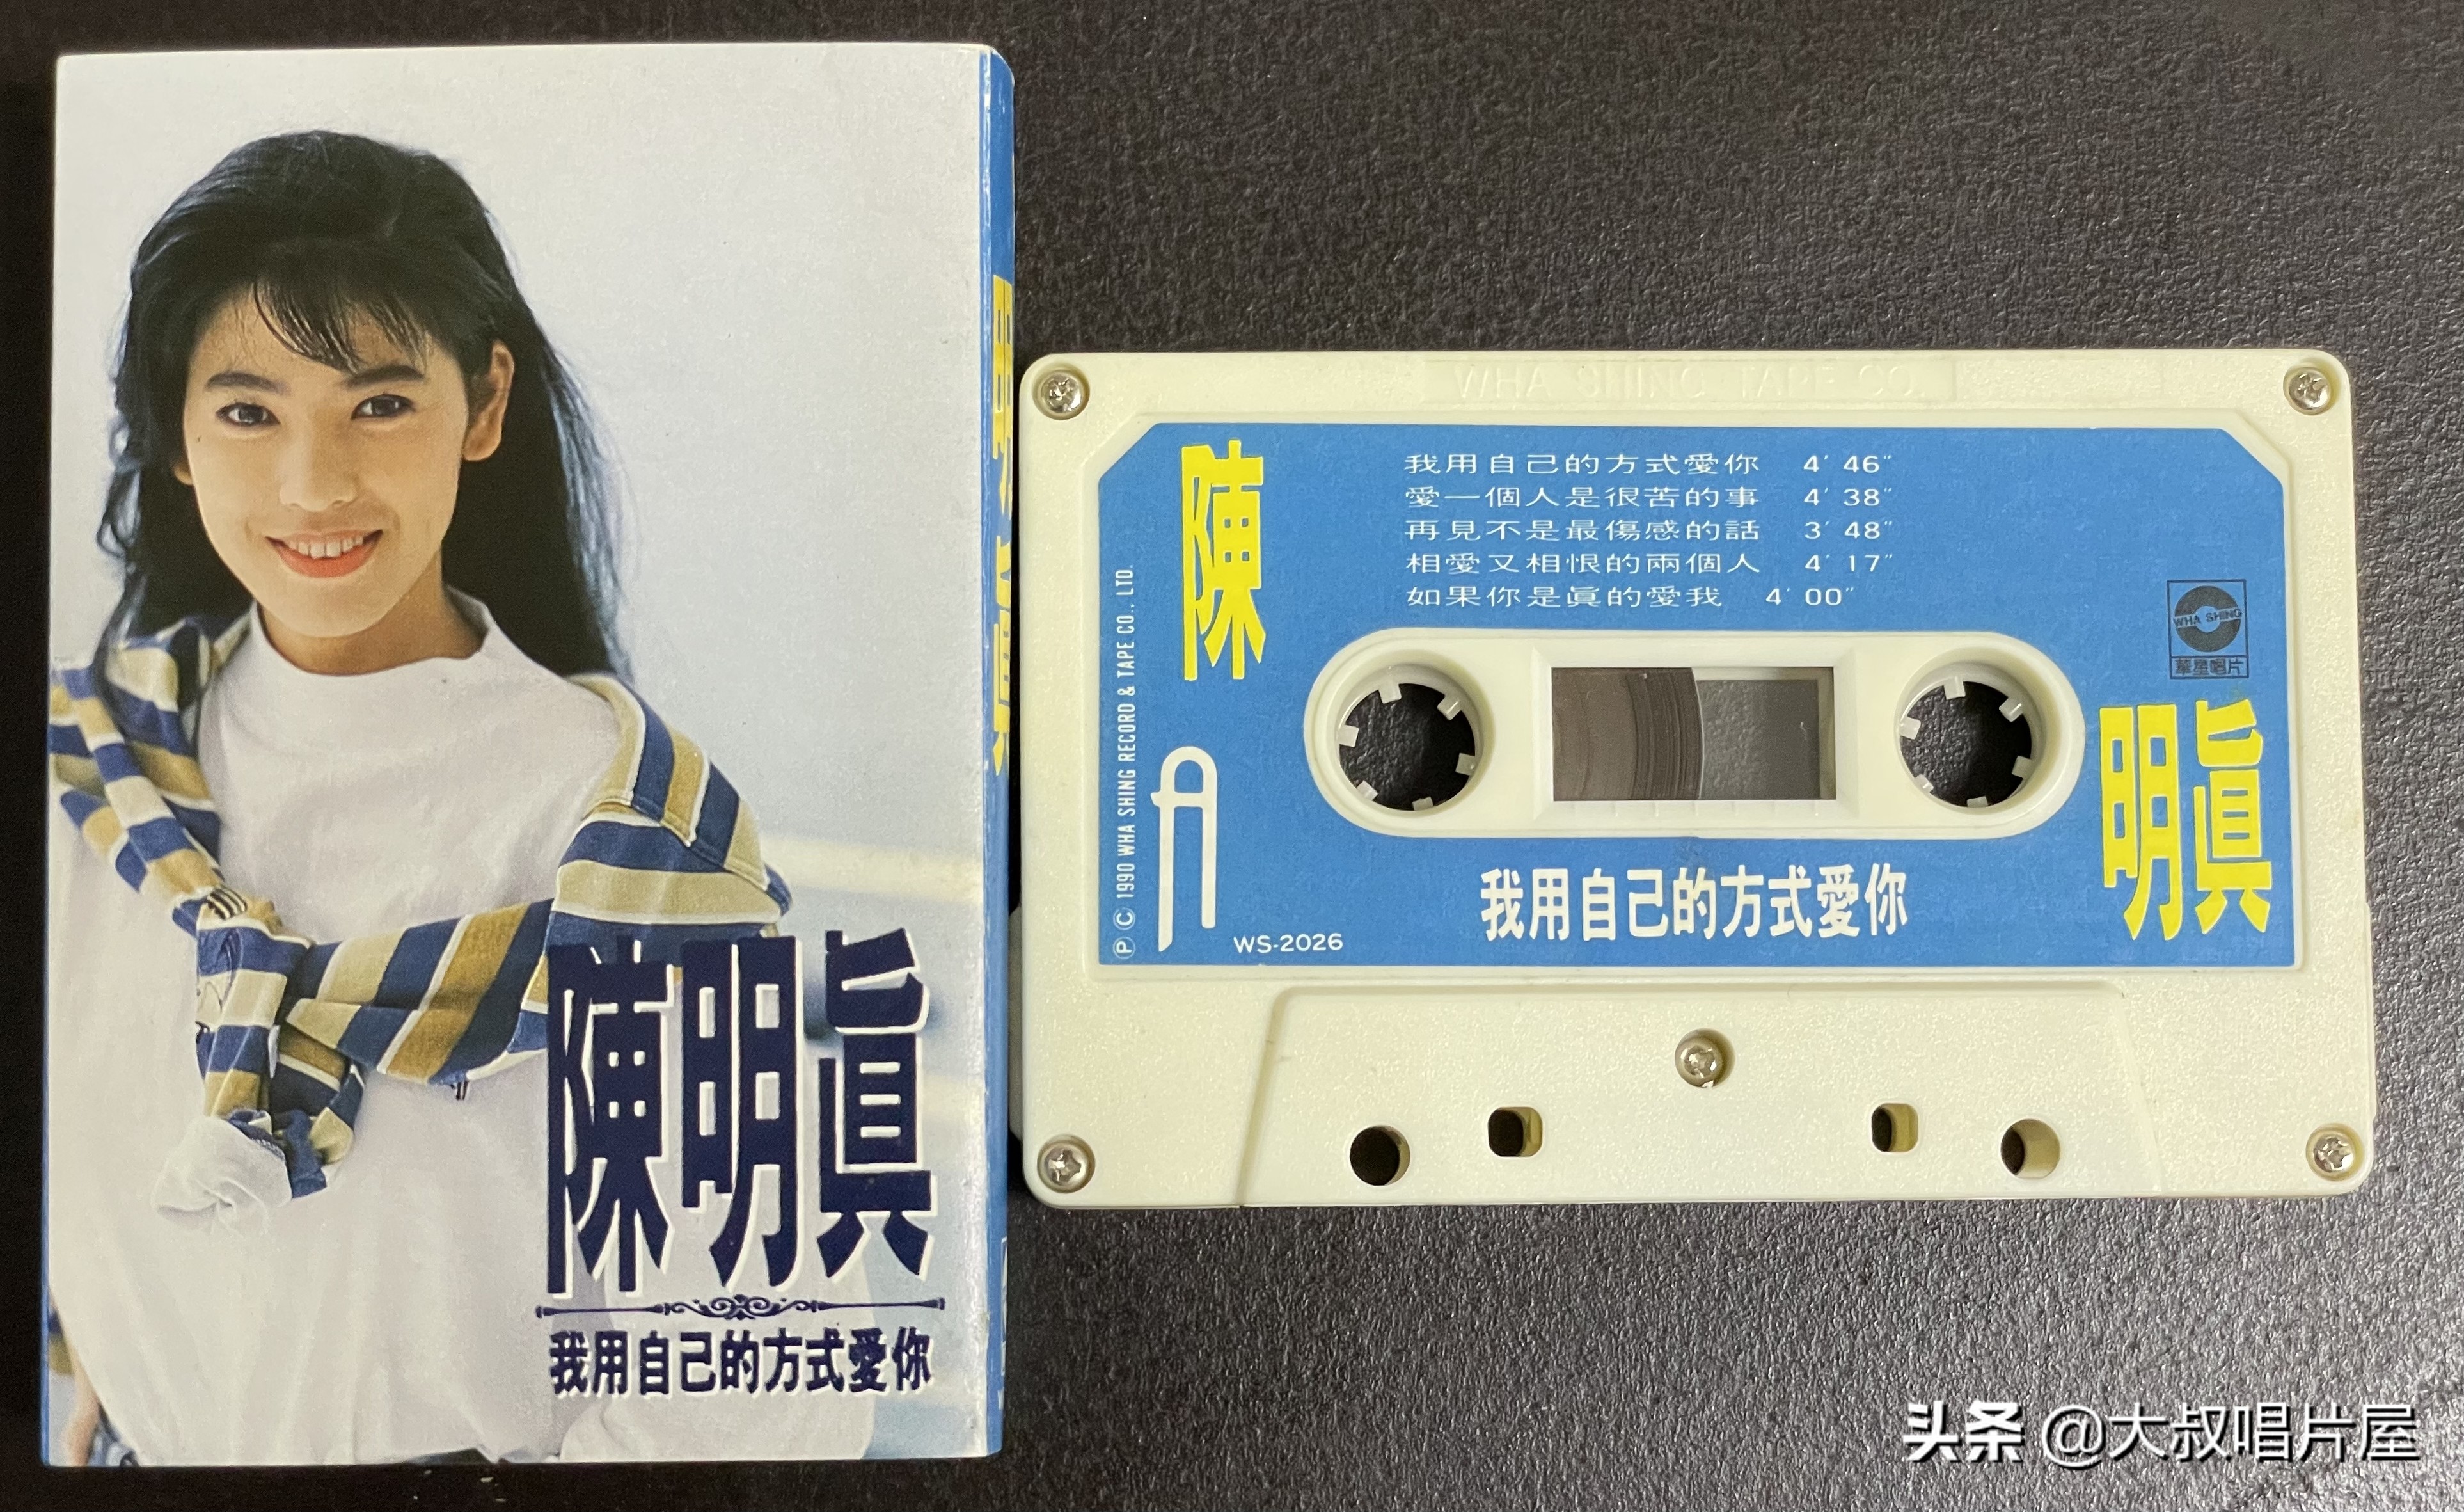 陳明眞
我用自己的方式愛你
明眞
WHA SHING TAPE CO.
陳
我用自己的方式愛你 4' 46"
愛一個人是很苦的事 4' 38"
再見不是最傷感的話 3' 48"
相愛又相恨的兩個人 4' 17"
如果你是眞的愛我 4' 00"
Ⓟ Ⓒ 1990 WHA SHING RECORD & TAPE CO., LTD.
WHA SHING
華星唱片
明眞
A
WS-2026
我用自己的方式愛你
头条 @大叔唱片屋